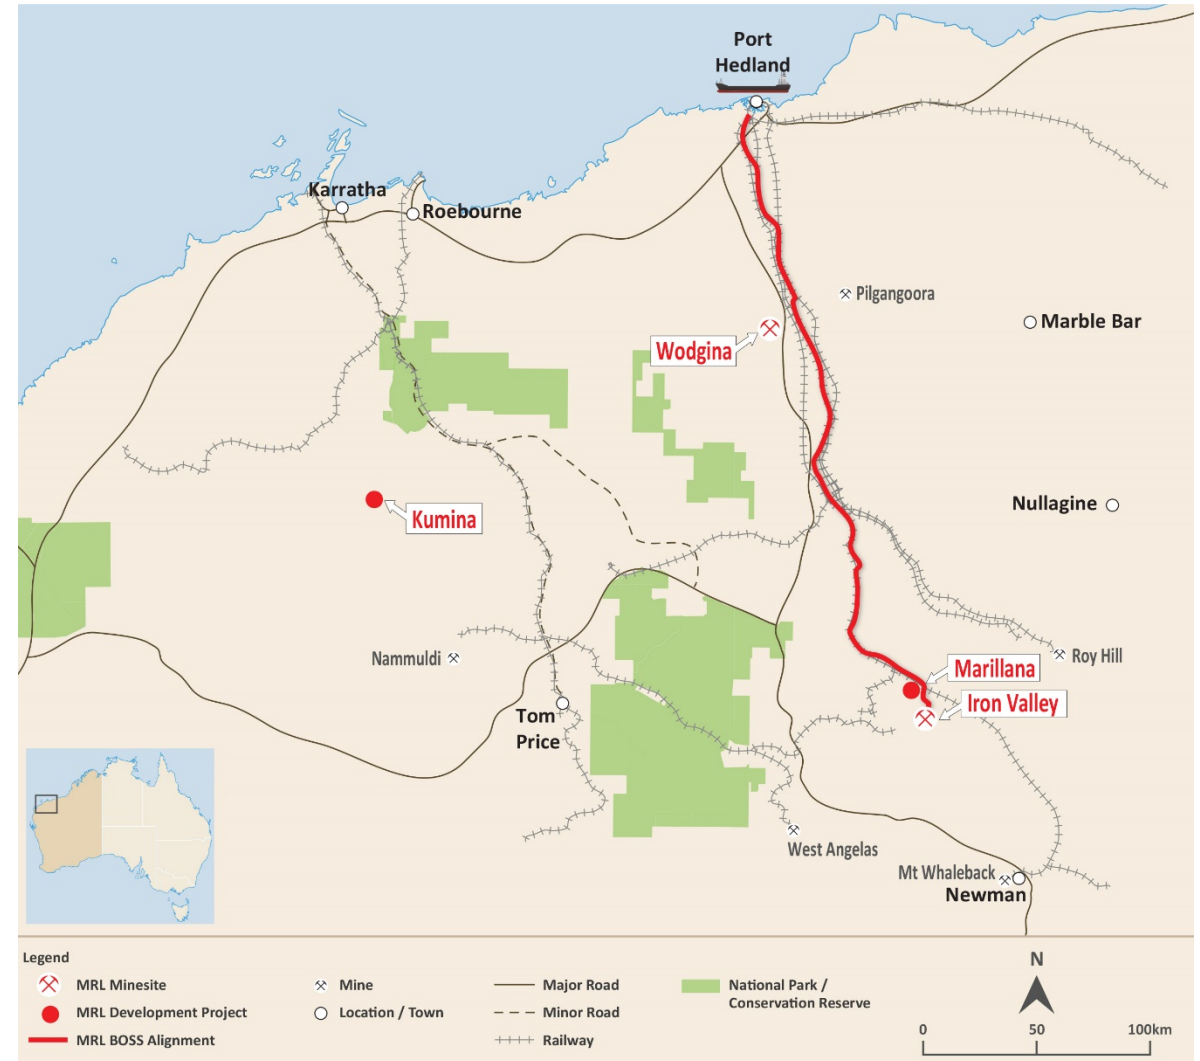 Port
Hedland
Karratha
Roebourne
Pilgangoora
Marble Bar
Wodgina
Nullagine
Kumina
Nammuldi
Roy Hill
Marillana
Iron Valley
Tom
Price
West Angelas
Mt Whaleback
Newman
Legend
MRL Minesite
MRL Development Project
MRL BOSS Alignment
Mine
Location / Town
Major Road
Minor Road
Railway
National Park /
Conservation Reserve
N
0 50 100km